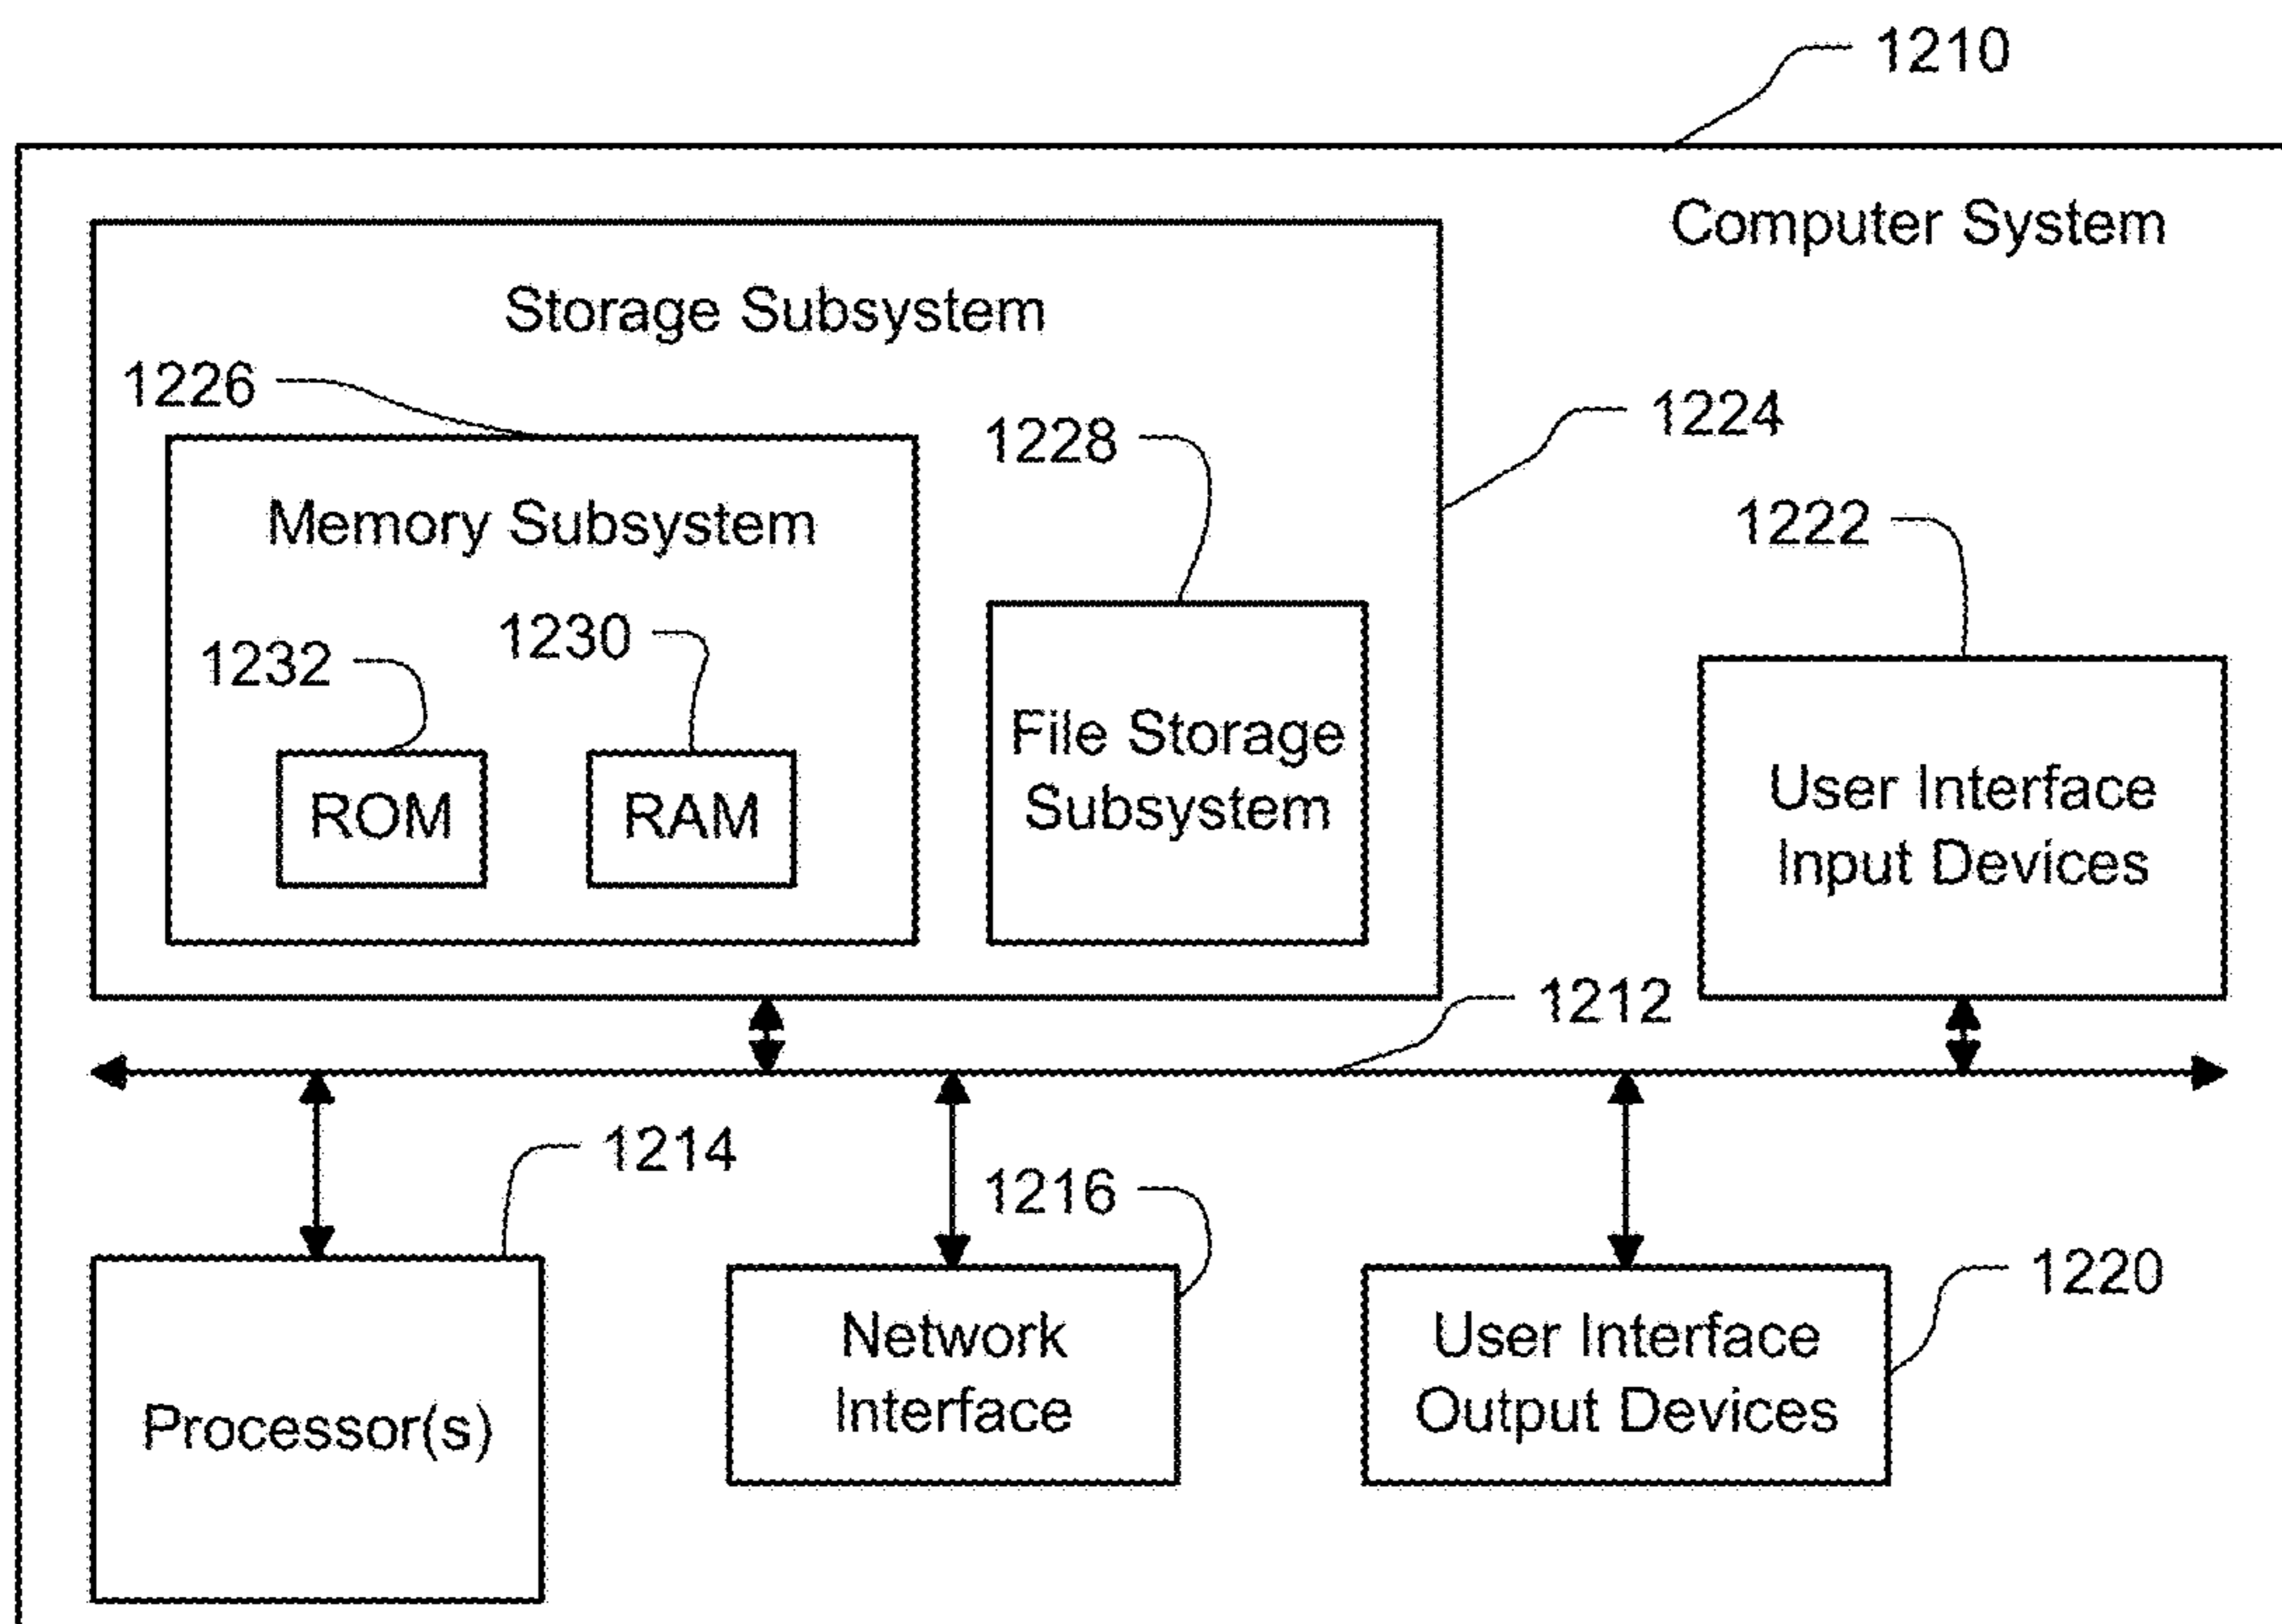 1210
Computer System
Storage Subsystem
1226
1224
1228
Memory Subsystem
1222
1232
1230
File Storage
Subsystem
ROM
RAM
User Interface
Input Devices
1212
1214
1216
1220
Processor(s)
Network
Interface
User Interface
Output Devices